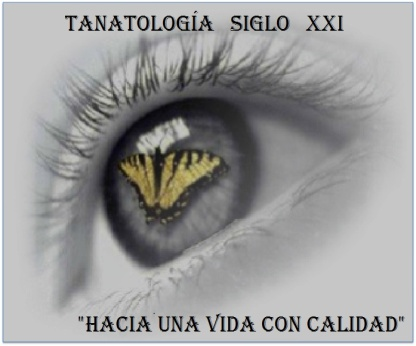 TANATOLOGÍA SIGLO XXI
"HACIA UNA VIDA CON CALIDAD"